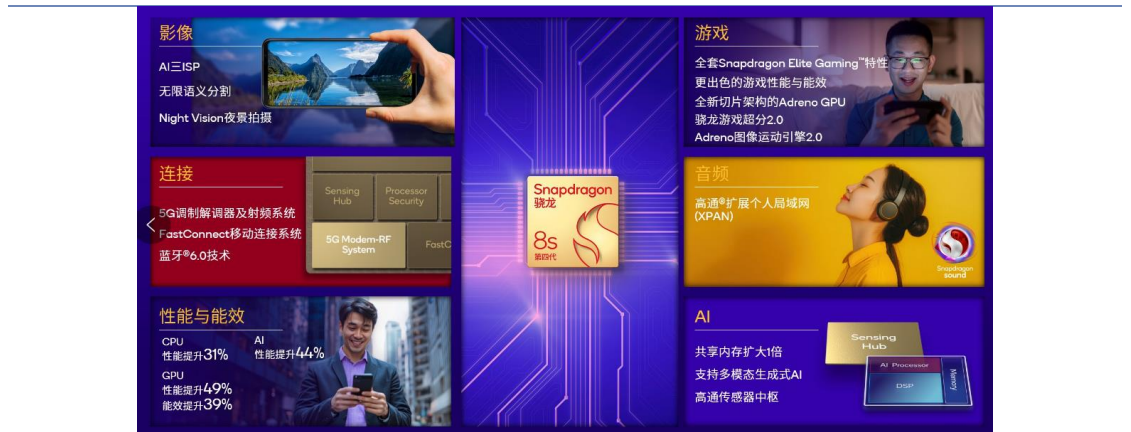 影像
AI三ISP
无限语义分割
Night Vision夜景拍摄
连接
5G调制解调器及射频系统
FastConnect移动连接系统
蓝牙®6.0技术
Sensing
Hub
Processor
Security
5G Modem-RF
System
FastC
性能与能效
CPU
性能提升31%
AI
性能提升44%
GPU
性能提升49%
能效提升39%
Snapdragon
骁龙
8s
第四代
游戏
全套Snapdragon Elite Gaming™特性
更出色的游戏性能与能效
全新切片架构的Adreno GPU
骁龙游戏超分2.0
Adreno图像运动引擎2.0
音频
高通®扩展个人局域网
(XPAN)
Snapdragon
sound
AI
共享内存扩大1倍
支持多模态生成式AI
高通传感器中枢
Sensing
Hub
AI Processor
DSP
Memory